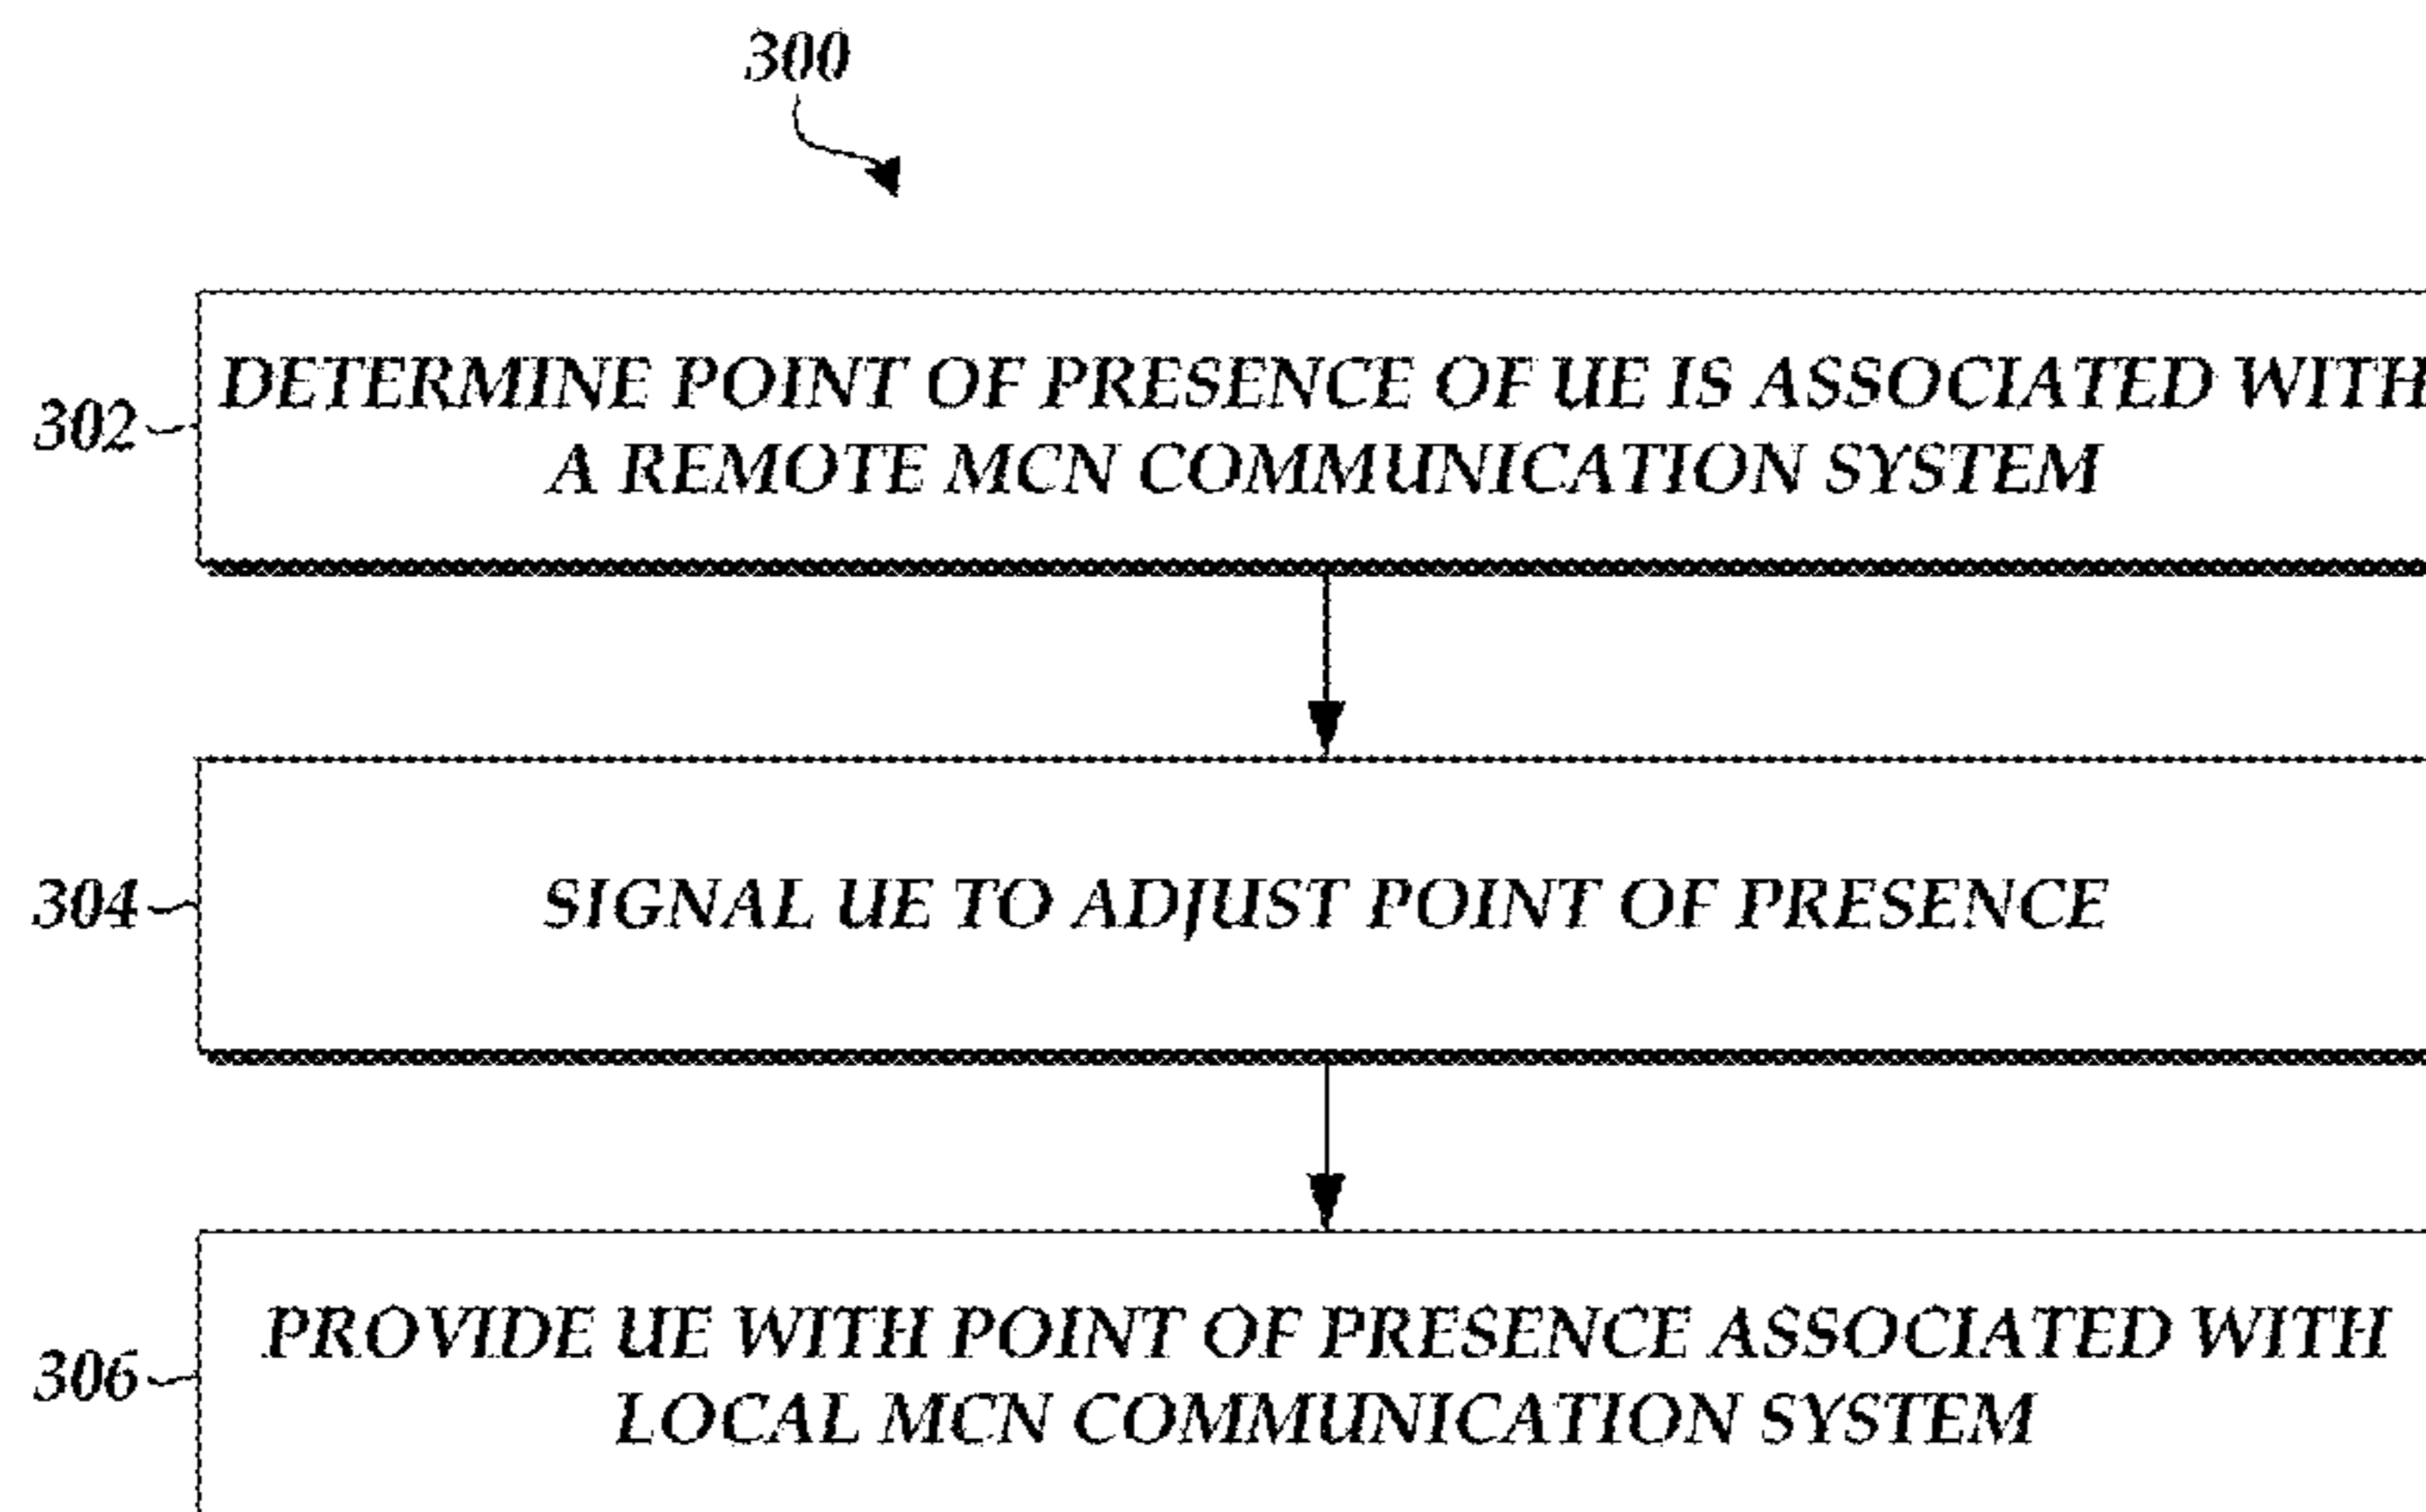 300
302
DETERMINE POINT OF PRESENCE OF UE IS ASSOCIATED WITH
A REMOTE MCN COMMUNICATION SYSTEM
304
SIGNAL UE TO ADJUST POINT OF PRESENCE
306
PROVIDE UE WITH POINT OF PRESENCE ASSOCIATED WITH
LOCAL MCN COMMUNICATION SYSTEM